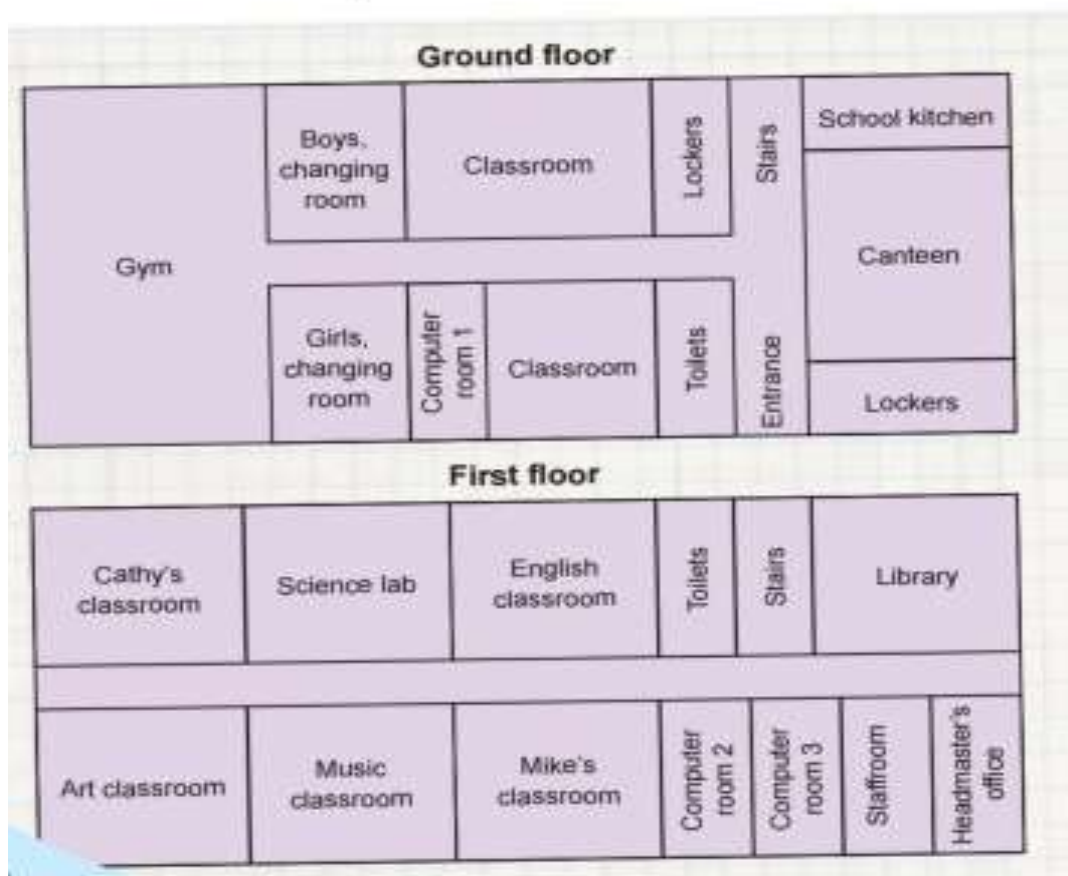 Ground floor
Gym
Boys,
changing
room
Classroom
Lockers
Stairs
School kitchen
Canteen
Girls,
changing
room
Computer
room 1
Classroom
Toilets
Entrance
Lockers
First floor
Cathy's
classroom
Science lab
English
classroom
Toilets
Stairs
Library
Art classroom
Music
classroom
Mike's
classroom
Computer
room 2
Computer
room 3
Staffroom
Headmaster's
office